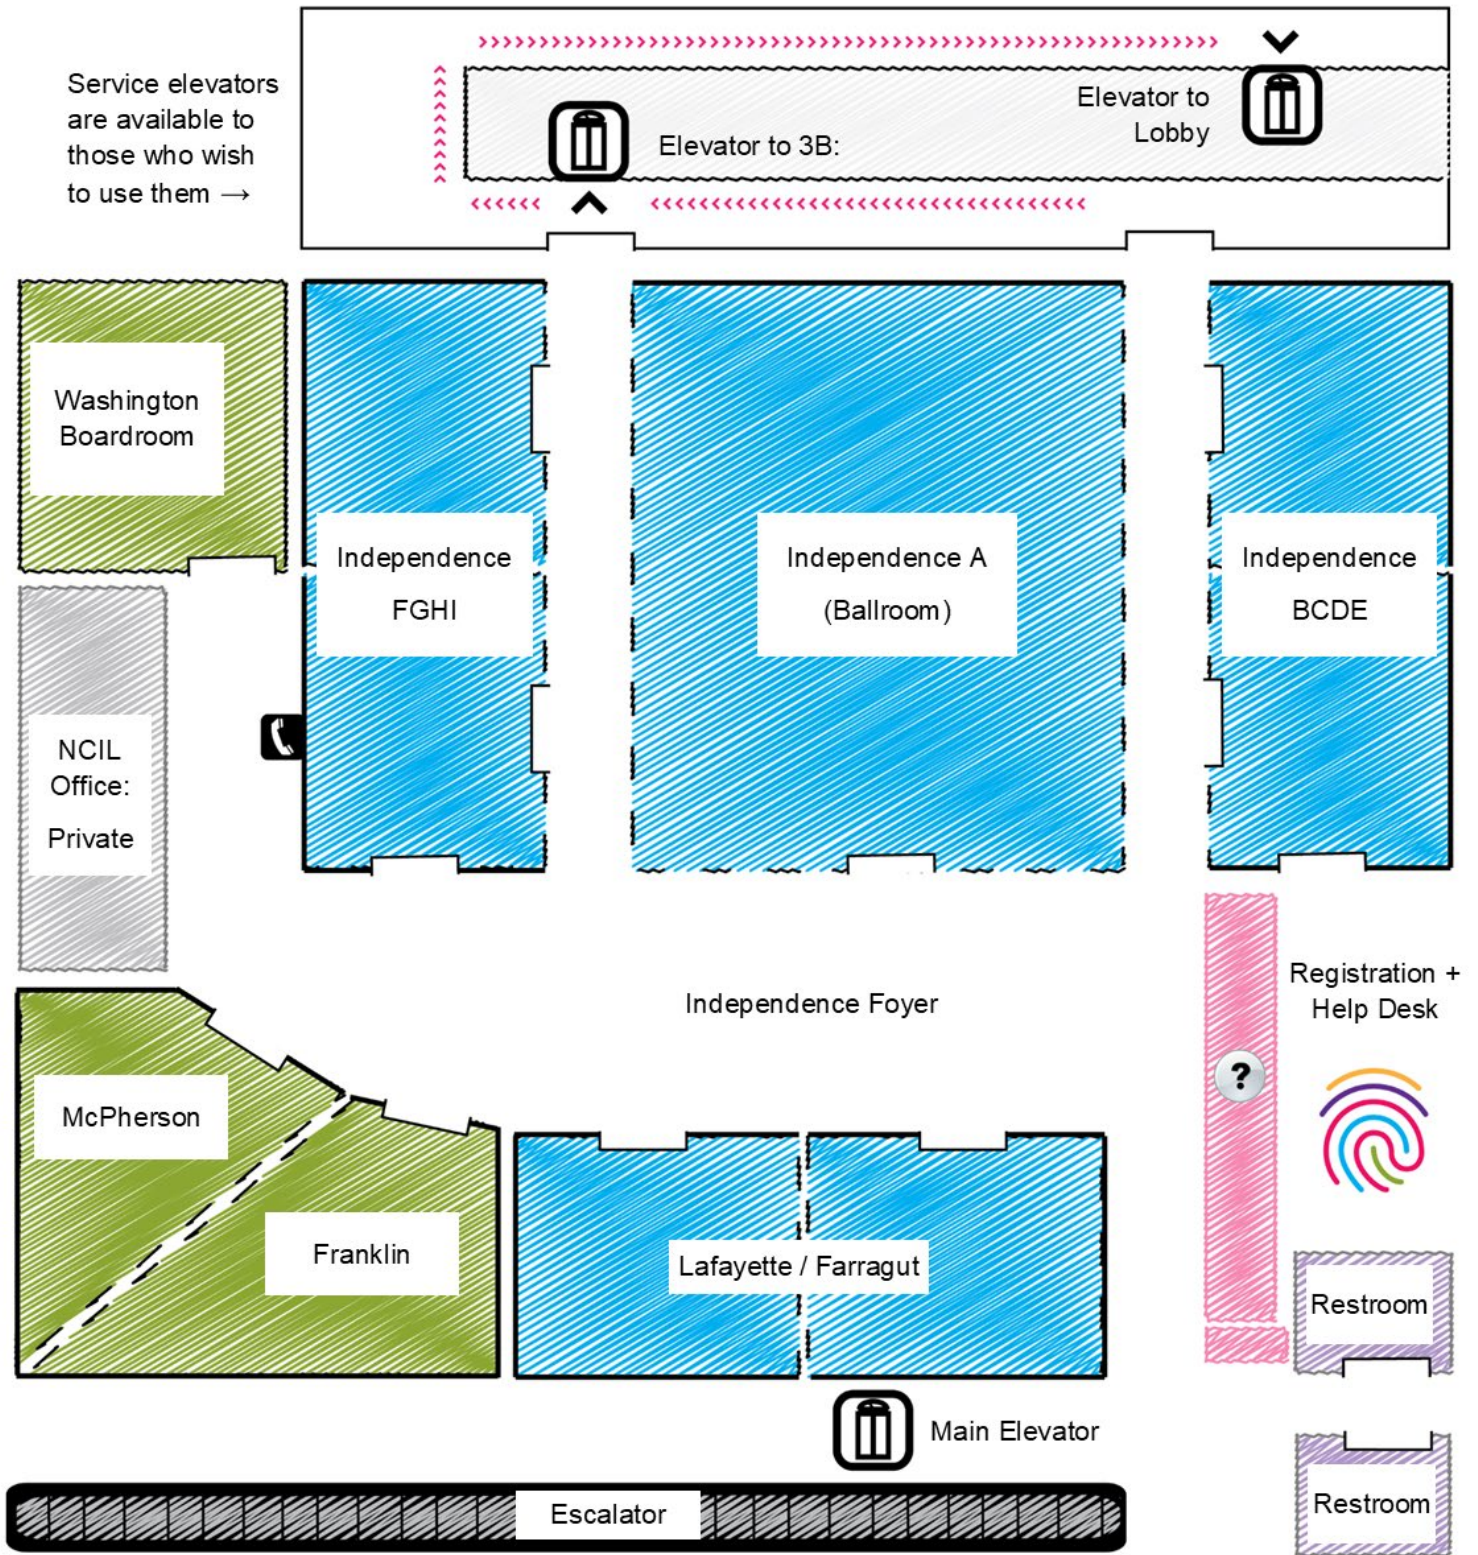 Service elevators
are available to
those who wish
to use them →
Elevator to 3B:
Elevator to
Lobby
Washington
Boardroom
Independence
FGHI
Independence A
(Ballroom)
Independence
BCDE
NCIL
Office:
Private
Independence Foyer
Registration +
Help Desk
?
McPherson
Franklin
Lafayette / Farragut
Restroom
Main Elevator
Restroom
Escalator